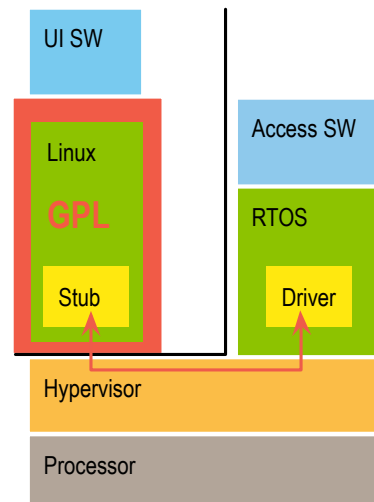 UI SW
Linux
GPL
Stub
Access SW
RTOS
Driver
Hypervisor
Processor